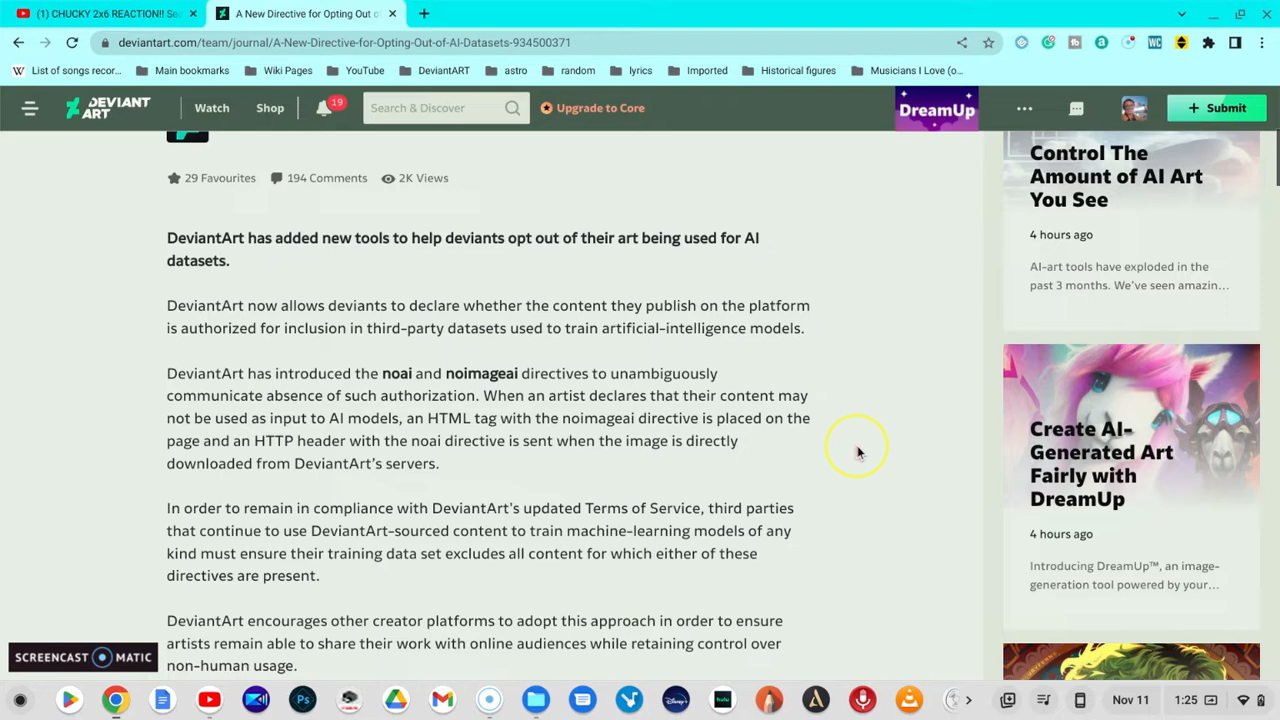 (1) CHUCKY 2x6 REACTION!! Sea
A New Directive for Opting Out of
deviantart.com/team/journal/A-New-Directive-for-Opting-Out-of-AI-Datasets-934500371
List of songs recor...
Main bookmarks
Wiki Pages
YouTube
DeviantART
astro
random
lyrics
Imported
Historical figures
Musicians I Love (o...
DEVIANT ART
Watch
Shop
19
Search & Discover
Upgrade to Core
DreamUp
+ Submit
29 Favourites
194 Comments
2K Views
DeviantArt has added new tools to help deviants opt out of their art being used for AI
datasets.
DeviantArt now allows deviants to declare whether the content they publish on the platform
is authorized for inclusion in third-party datasets used to train artificial-intelligence models.
DeviantArt has introduced the noai and noimageai directives to unambiguously
communicate absence of such authorization. When an artist declares that their content may
not be used as input to AI models, an HTML tag with the noimageai directive is placed on the
page and an HTTP header with the noai directive is sent when the image is directly
downloaded from DeviantArt's servers.
In order to remain in compliance with DeviantArt's updated Terms of Service, third parties
that continue to use DeviantArt-sourced content to train machine-learning models of any
kind must ensure their training data set excludes all content for which either of these
directives are present.
DeviantArt encourages other creator platforms to adopt this approach in order to ensure
artists remain able to share their work with online audiences while retaining control over
non-human usage.
Control The
Amount of AI Art
You See
4 hours ago
AI-art tools have exploded in the
past 3 months. We've seen amazin...
Create AI-
Generated Art
Fairly with
DreamUp
4 hours ago
Introducing DreamUp™, an image-
generation tool powered by your...
SCREENCAST MATIC
Ps
hulu
Nov 11
1:25